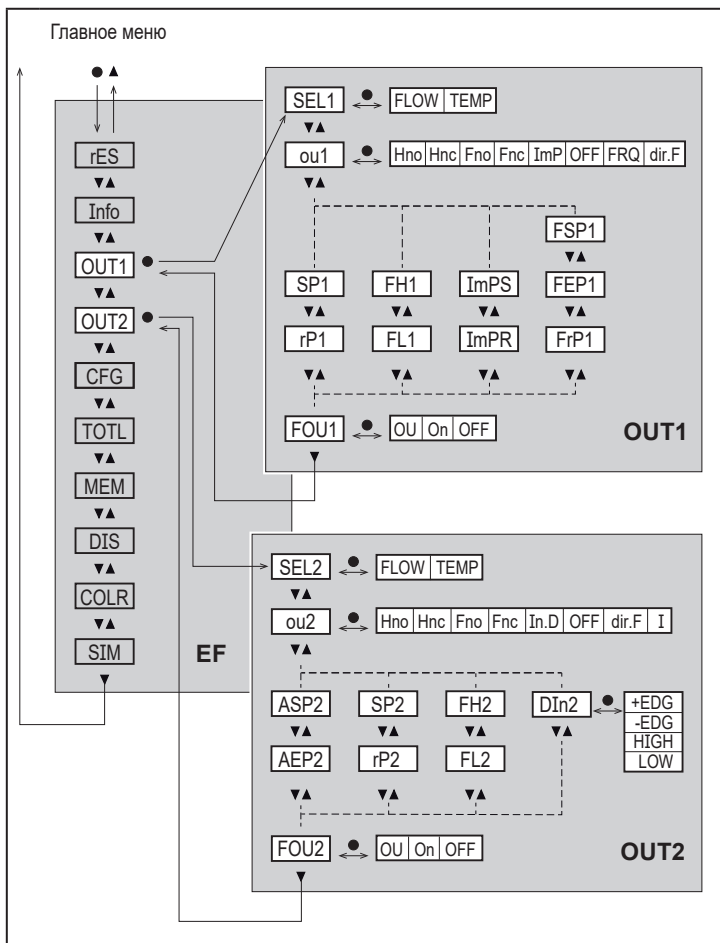 Главное меню
rES
Info
OUT1
OUT2
CFG
TOTL
MEM
DIS
COLR
SIM
EF
SEL1
FLOW TEMP
ou1
Hno Hnc Fno Fnc ImP OFF FRQ dir.F
FSP1
SP1 FH1 ImPS FEP1
rP1 FL1 ImPR FrP1
FOU1
OU On OFF
OUT1
SEL2
FLOW TEMP
ou2
Hno Hnc Fno Fnc In.D OFF dir.F I
ASP2 SP2 FH2 DIn2
+EDG
-EDG
HIGH
LOW
AEP2 rP2 FL2
FOU2
OU On OFF
OUT2